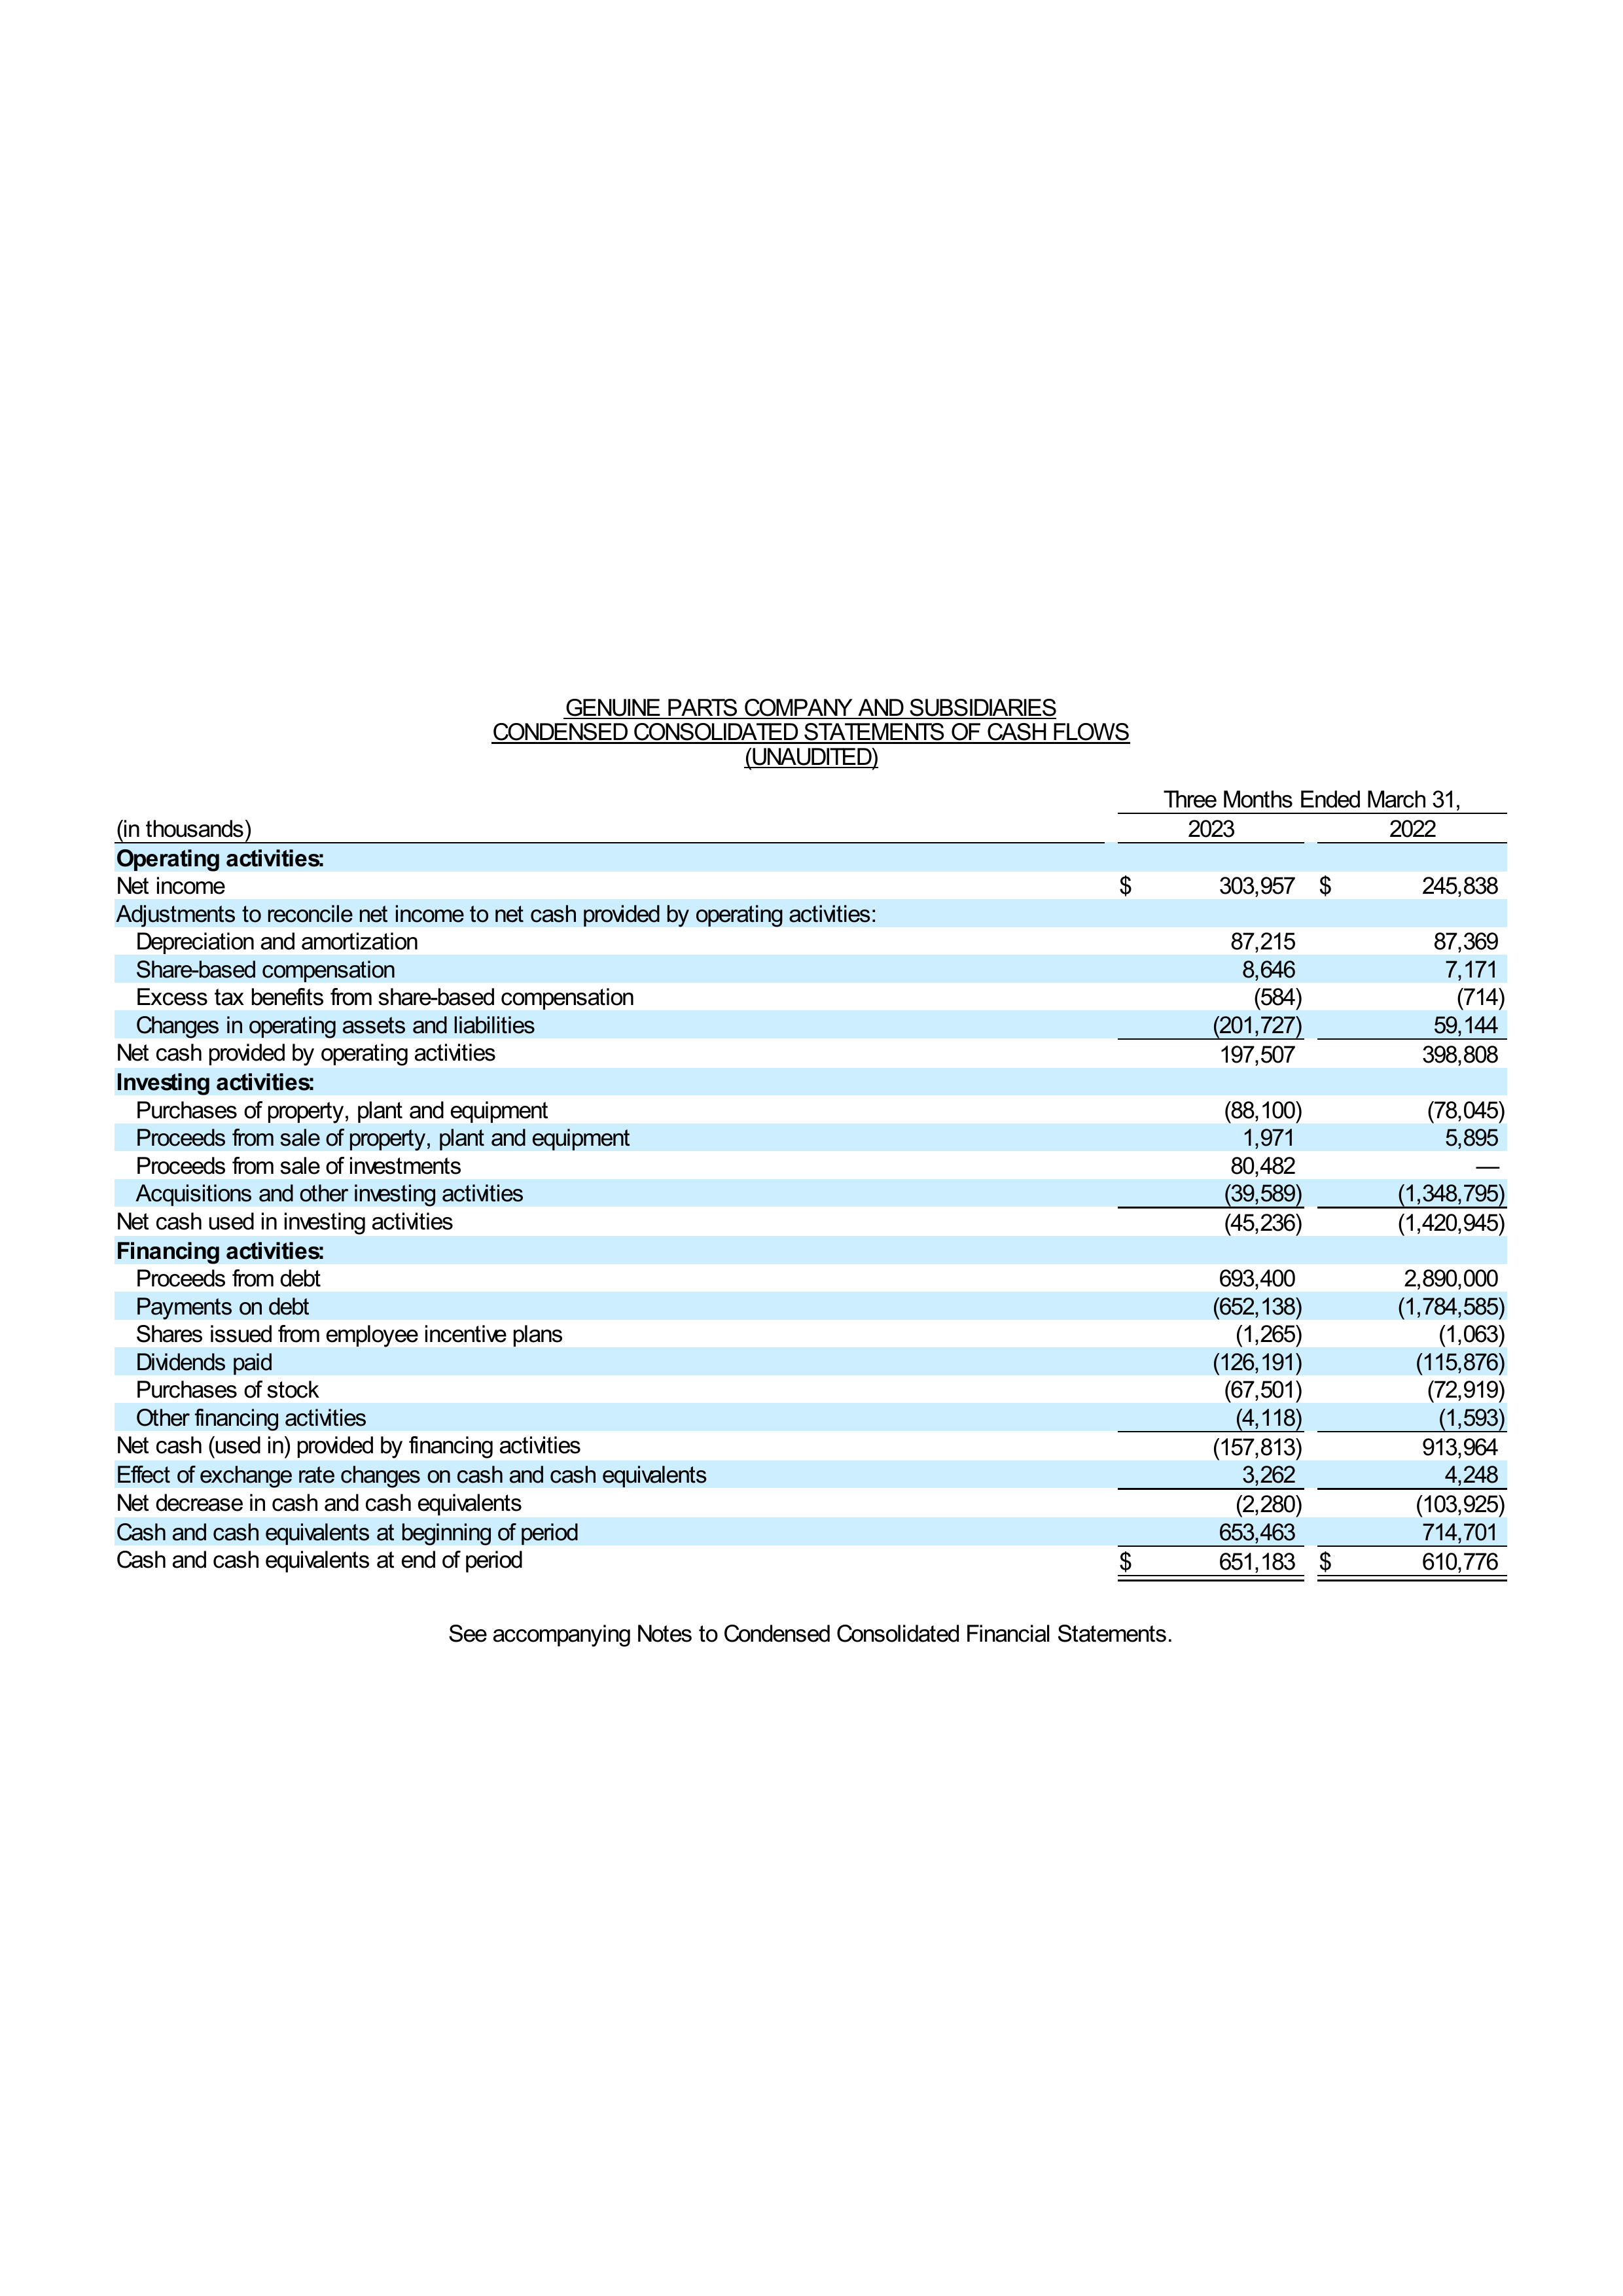 GENUINE PARTS COMPANY AND SUBSIDIARIES
CONDENSED CONSOLIDATED STATEMENTS OF CASH FLOWS
(UNAUDITED)
Three Months Ended March 31,
(in thousands) 2023 2022
Operating activities:
Net income $ 303,957 $ 245,838
Adjustments to reconcile net income to net cash provided by operating activities:
Depreciation and amortization 87,215 87,369
Share-based compensation 8,646 7,171
Excess tax benefits from share-based compensation (584) (714)
Changes in operating assets and liabilities (201,727) 59,144
Net cash provided by operating activities 197,507 398,808
Investing activities:
Purchases of property, plant and equipment (88,100) (78,045)
Proceeds from sale of property, plant and equipment 1,971 5,895
Proceeds from sale of investments 80,482 —
Acquisitions and other investing activities (39,589) (1,348,795)
Net cash used in investing activities (45,236) (1,420,945)
Financing activities:
Proceeds from debt 693,400 2,890,000
Payments on debt (652,138) (1,784,585)
Shares issued from employee incentive plans (1,265) (1,063)
Dividends paid (126,191) (115,876)
Purchases of stock (67,501) (72,919)
Other financing activities (4,118) (1,593)
Net cash (used in) provided by financing activities (157,813) 913,964
Effect of exchange rate changes on cash and cash equivalents 3,262 4,248
Net decrease in cash and cash equivalents (2,280) (103,925)
Cash and cash equivalents at beginning of period 653,463 714,701
Cash and cash equivalents at end of period $ 651,183 $ 610,776
See accompanying Notes to Condensed Consolidated Financial Statements.